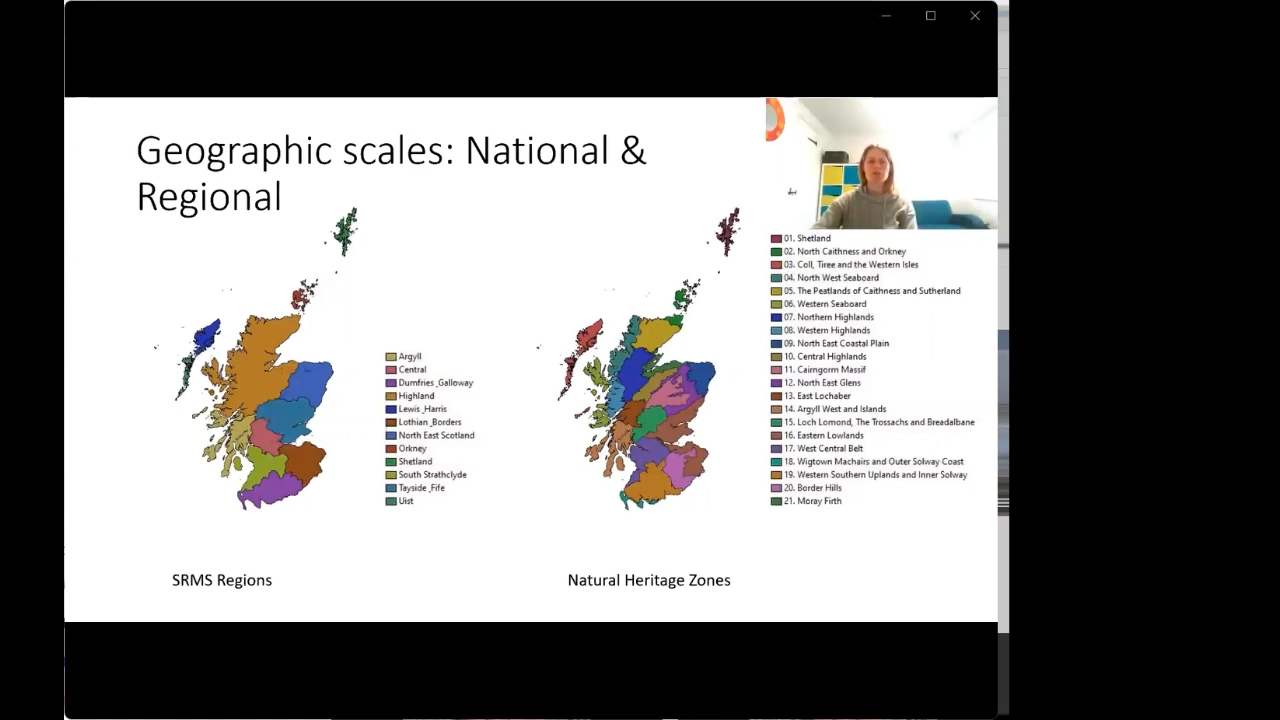 Geographic scales: National &
Regional
Argyll
Central
Dumfries_Galloway
Highland
Lewis_Harris
Lothian_Borders
North East Scotland
Orkney
Shetland
South Strathclyde
Tayside_Fife
Uist
SRMS Regions
01. Shetland
02. North Caithness and Orkney
03. Coll, Tiree and the Western Isles
04. North West Seaboard
05. The Peatlands of Caithness and Sutherland
06. Western Seaboard
07. Northern Highlands
08. Western Highlands
09. North East Coastal Plain
10. Central Highlands
11. Cairngorm Massif
12. North East Glens
13. East Lochaber
14. Argyll West and Islands
15. Loch Lomond, The Trossachs and Breadalbane
16. Eastern Lowlands
17. West Central Belt
18. Wigtown Machairs and Outer Solway Coast
19. Western Southern Uplands and Inner Solway
20. Border Hills
21. Moray Firth
Natural Heritage Zones